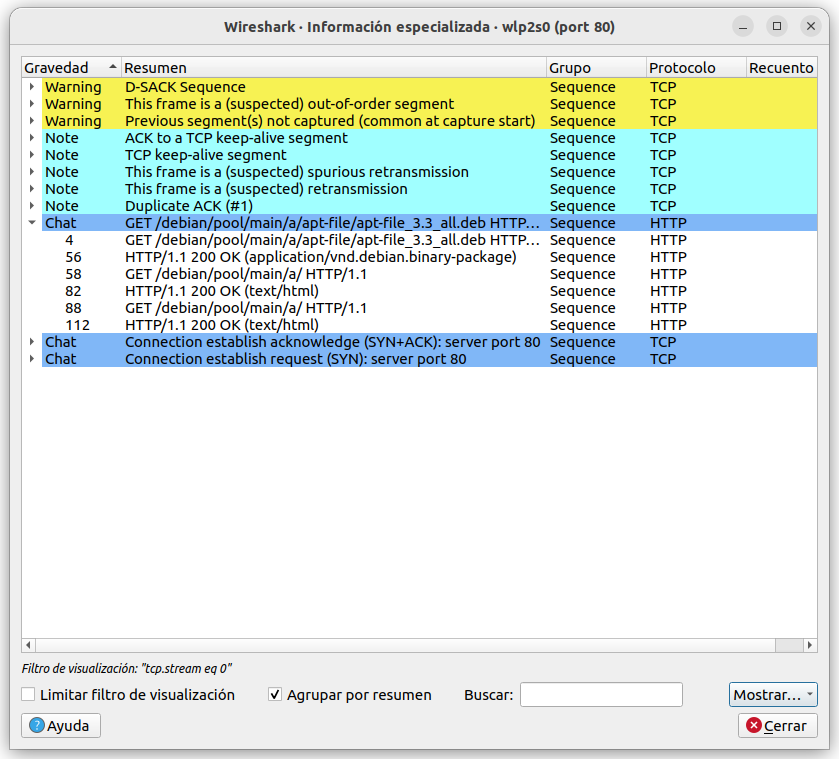 Wireshark · Información especializada · wlp2s0 (port 80)
Gravedad Resumen Grupo Protocolo Recuento
Warning D-SACK Sequence Sequence TCP
Warning This frame is a (suspected) out-of-order segment Sequence TCP
Warning Previous segment(s) not captured (common at capture start) Sequence TCP
Note ACK to a TCP keep-alive segment Sequence TCP
Note TCP keep-alive segment Sequence TCP
Note This frame is a (suspected) spurious retransmission Sequence TCP
Note This frame is a (suspected) retransmission Sequence TCP
Note Duplicate ACK (#1) Sequence TCP
Chat GET /debian/pool/main/a/apt-file/apt-file_3.3_all.deb HTTP... Sequence HTTP
4 GET /debian/pool/main/a/apt-file/apt-file_3.3_all.deb HTTP... Sequence HTTP
56 HTTP/1.1 200 OK (application/vnd.debian.binary-package) Sequence HTTP
58 GET /debian/pool/main/a/ HTTP/1.1 Sequence HTTP
82 HTTP/1.1 200 OK (text/html) Sequence HTTP
88 GET /debian/pool/main/a/ HTTP/1.1 Sequence HTTP
112 HTTP/1.1 200 OK (text/html) Sequence HTTP
Chat Connection establish acknowledge (SYN+ACK): server port 80 Sequence TCP
Chat Connection establish request (SYN): server port 80 Sequence TCP
Filtro de visualización: "tcp.stream eq 0"
Limitar filtro de visualización Agrupar por resumen Buscar: Mostrar...
Ayuda Cerrar